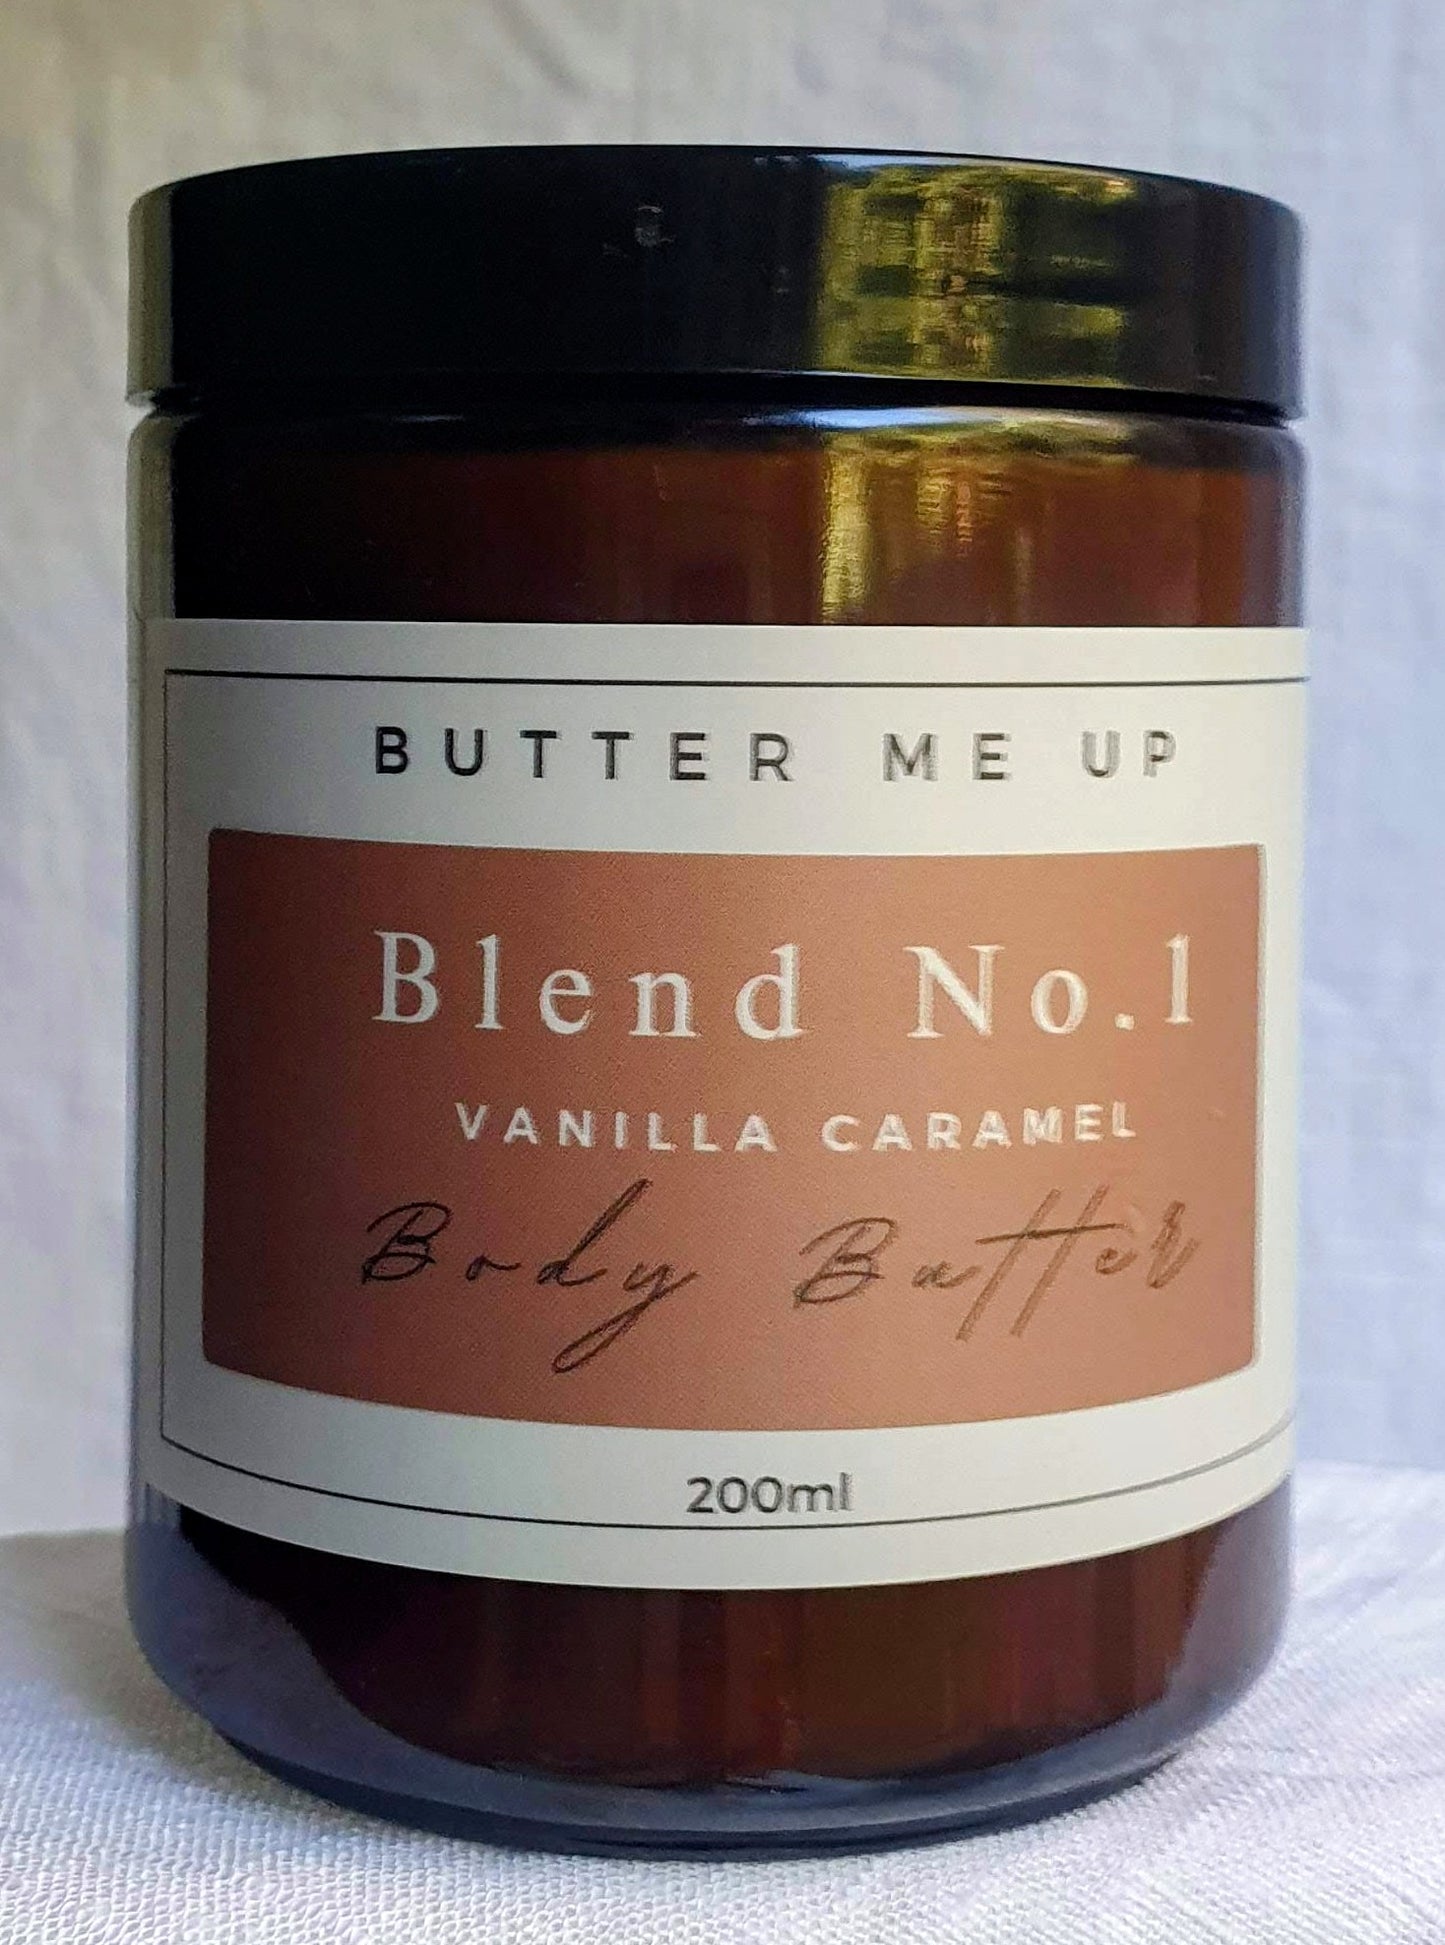 BUTTER ME UP
Blend No.1
VANILLA CARAMEL
Body Butter
200ml